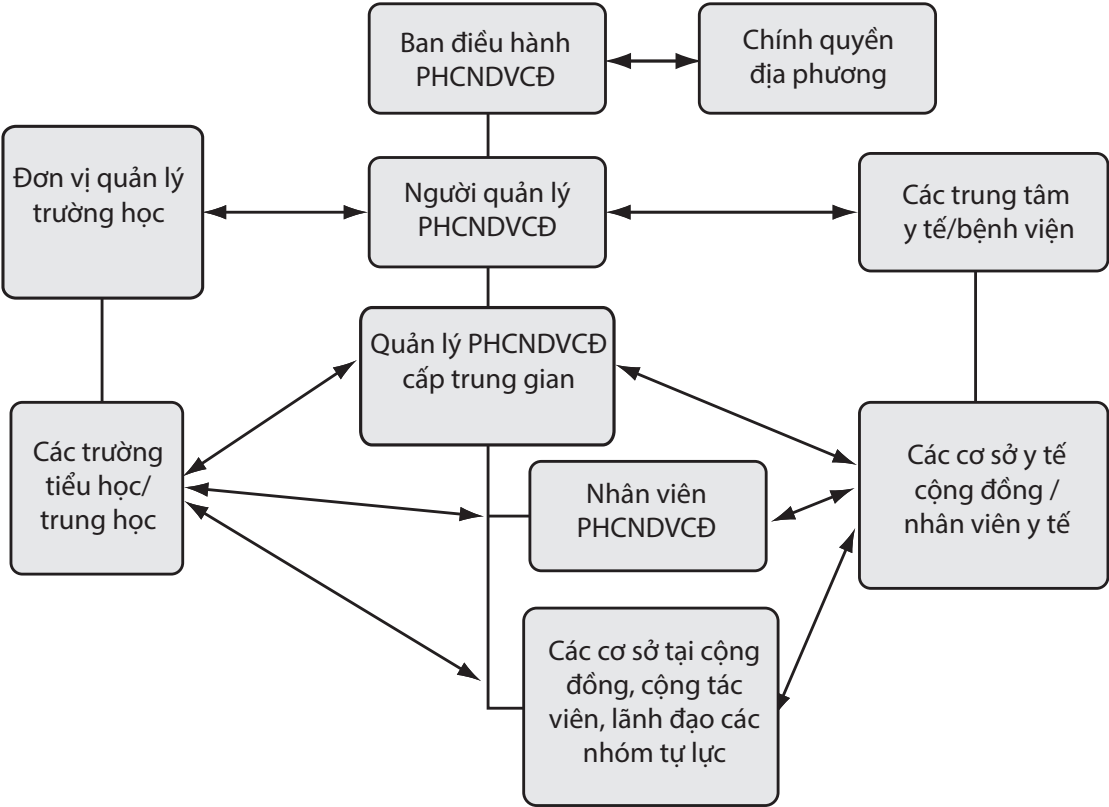 Ban điều hành
PHCNDVCĐ
Chính quyền
địa phương
Đơn vị quản lý
trường học
Người quản lý
PHCNDVCĐ
Các trung tâm
y tế/bệnh viện
Quản lý PHCNDVCĐ
cấp trung gian
Các trường
tiểu học/
trung học
Nhân viên
PHCNDVCĐ
Các cơ sở y tế
cộng đồng /
nhân viên y tế
Các cơ sở tại cộng
đồng, cộng tác
viên, lãnh đạo các
nhóm tự lực